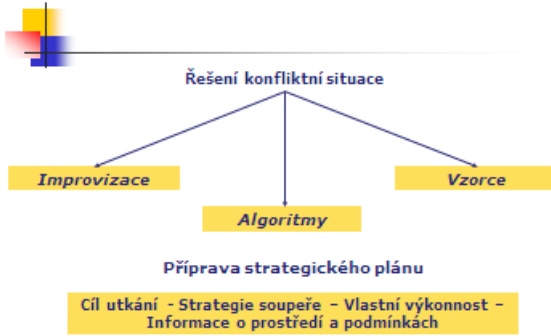 Řešení konfliktní situace
Improvizace
Vzorce
Algoritmy
Příprava strategického plánu
Cíl utkání - Strategie soupeře – Vlastní výkonnost –
Informace o prostředí a podmínkách